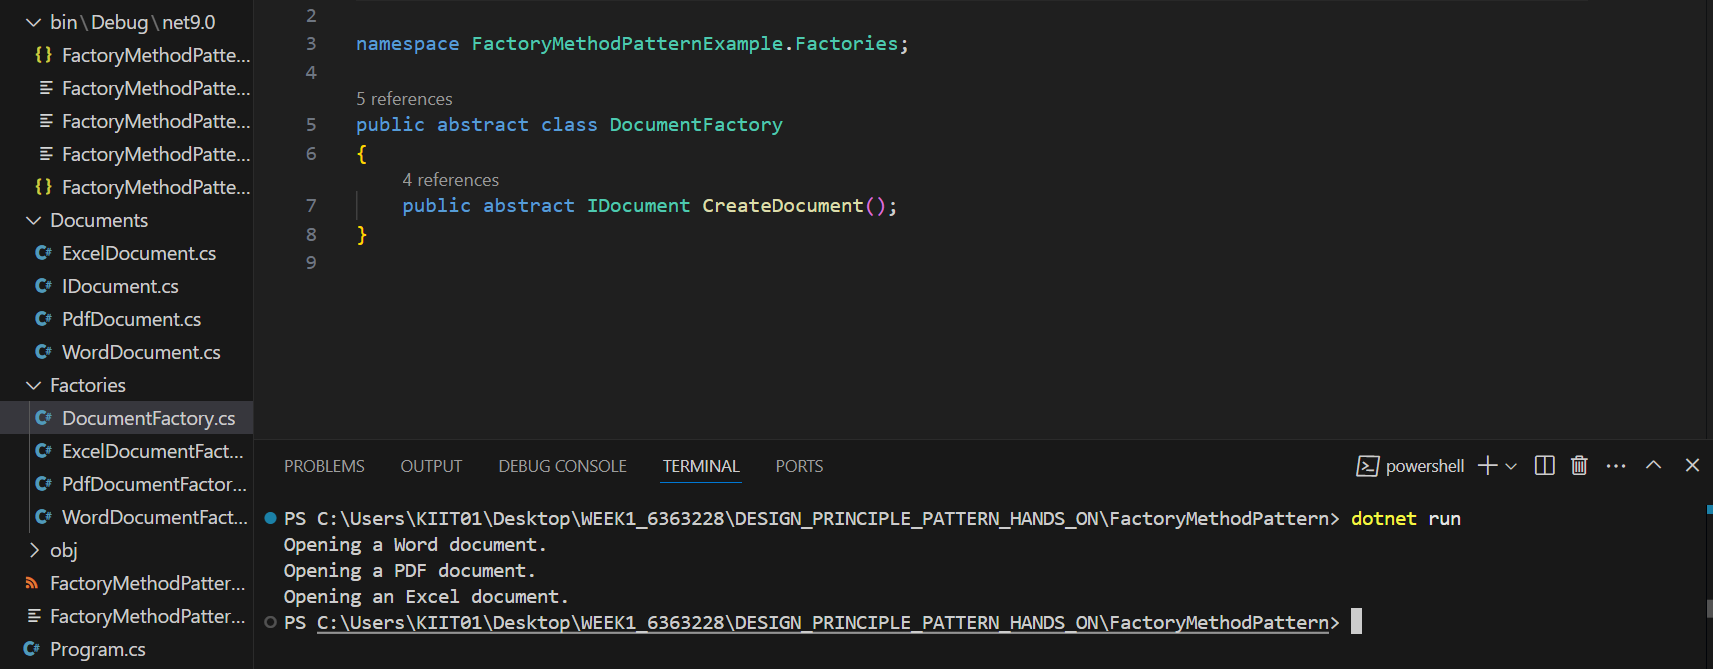 bin\Debug\net9.0
{} FactoryMethodPatte...
FactoryMethodPatte...
FactoryMethodPatte...
FactoryMethodPatte...
{} FactoryMethodPatte...
Documents
C# ExcelDocument.cs
C# IDocument.cs
C# PdfDocument.cs
C# WordDocument.cs
Factories
C# DocumentFactory.cs
C# ExcelDocumentFact...
C# PdfDocumentFactor...
C# WordDocumentFact...
obj
FactoryMethodPatter...
FactoryMethodPatter...
C# Program.cs
2
3 namespace FactoryMethodPatternExample.Factories;
4
5 references
5 public abstract class DocumentFactory
6 {
4 references
7 public abstract IDocument CreateDocument();
8 }
9
PROBLEMS OUTPUT DEBUG CONSOLE TERMINAL PORTS powershell
PS C:\Users\KIIT01\Desktop\WEEK1_6363228\DESIGN_PRINCIPLE_PATTERN_HANDS_ON\FactoryMethodPattern> dotnet run
Opening a Word document.
Opening a PDF document.
Opening an Excel document.
PS C:\Users\KIIT01\Desktop\WEEK1_6363228\DESIGN_PRINCIPLE_PATTERN_HANDS_ON\FactoryMethodPattern>